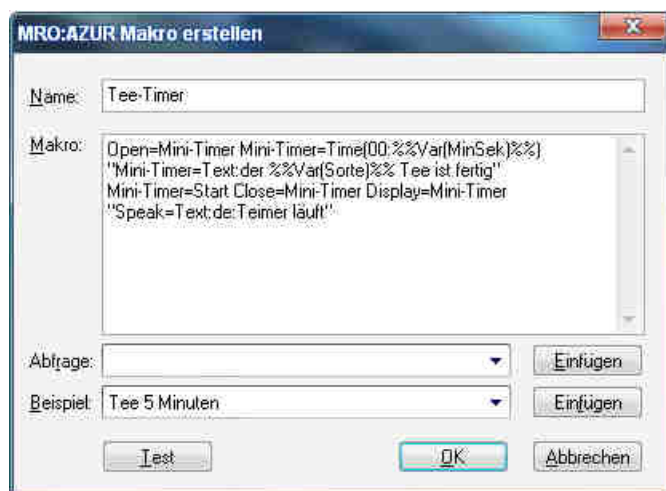 MRO:AZUR Makro erstellen
Name: Tee-Timer
Makro: Open=Mini-Timer Mini-Timer=Time(00:%%Var(MinSek)%%)
"Mini-Timer=Text:der %%Var(Sorte)%% Tee ist fertig"
Mini-Timer=Start Close=Mini-Timer Display=Mini-Timer
"Speak=Text:de:Teimer läuft"
Abfrage: Einfügen
Beispiel: Tee 5 Minuten Einfügen
Test OK Abbrechen